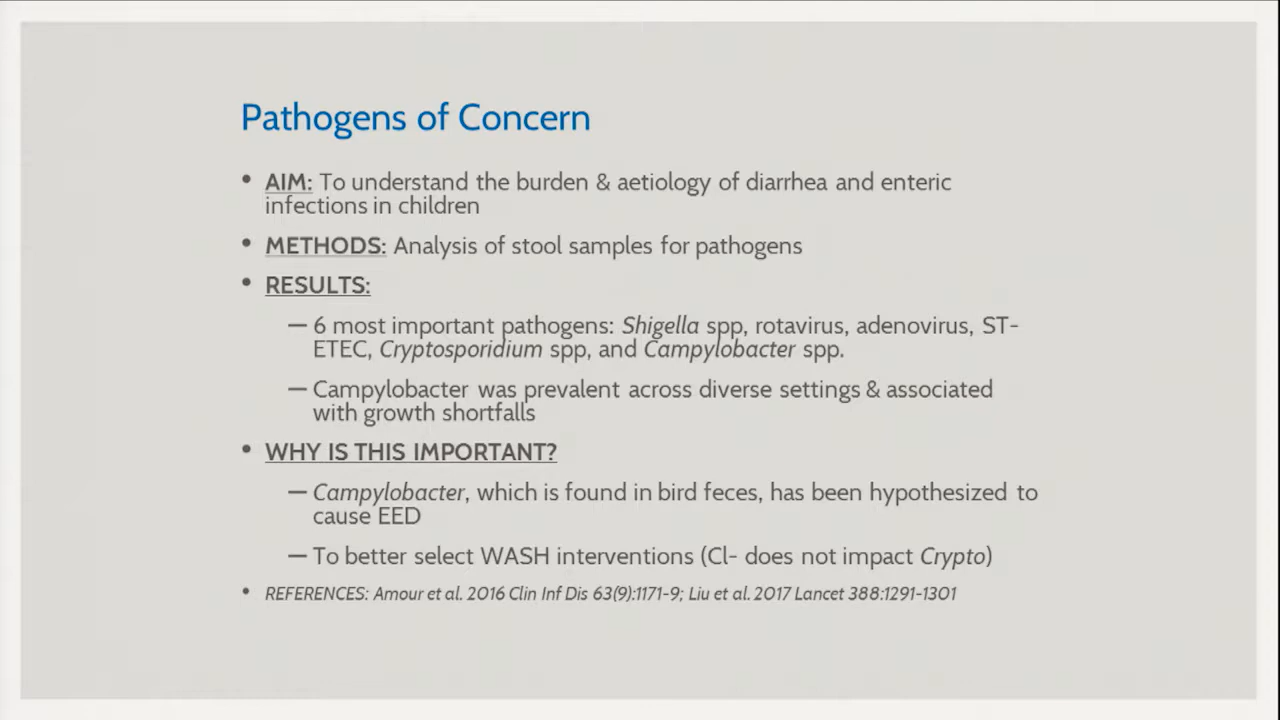 Pathogens of Concern
• AIM: To understand the burden & aetiology of diarrhea and enteric
infections in children
• METHODS: Analysis of stool samples for pathogens
• RESULTS:
— 6 most important pathogens: Shigella spp, rotavirus, adenovirus, ST-
ETEC, Cryptosporidium spp, and Campylobacter spp.
— Campylobacter was prevalent across diverse settings & associated
with growth shortfalls
• WHY IS THIS IMPORTANT?
— Campylobacter, which is found in bird feces, has been hypothesized to
cause EED
— To better select WASH interventions (Cl- does not impact Crypto)
• REFERENCES: Amour et al. 2016 Clin Inf Dis 63(9):1171-9; Liu et al. 2017 Lancet 388:1291-1301